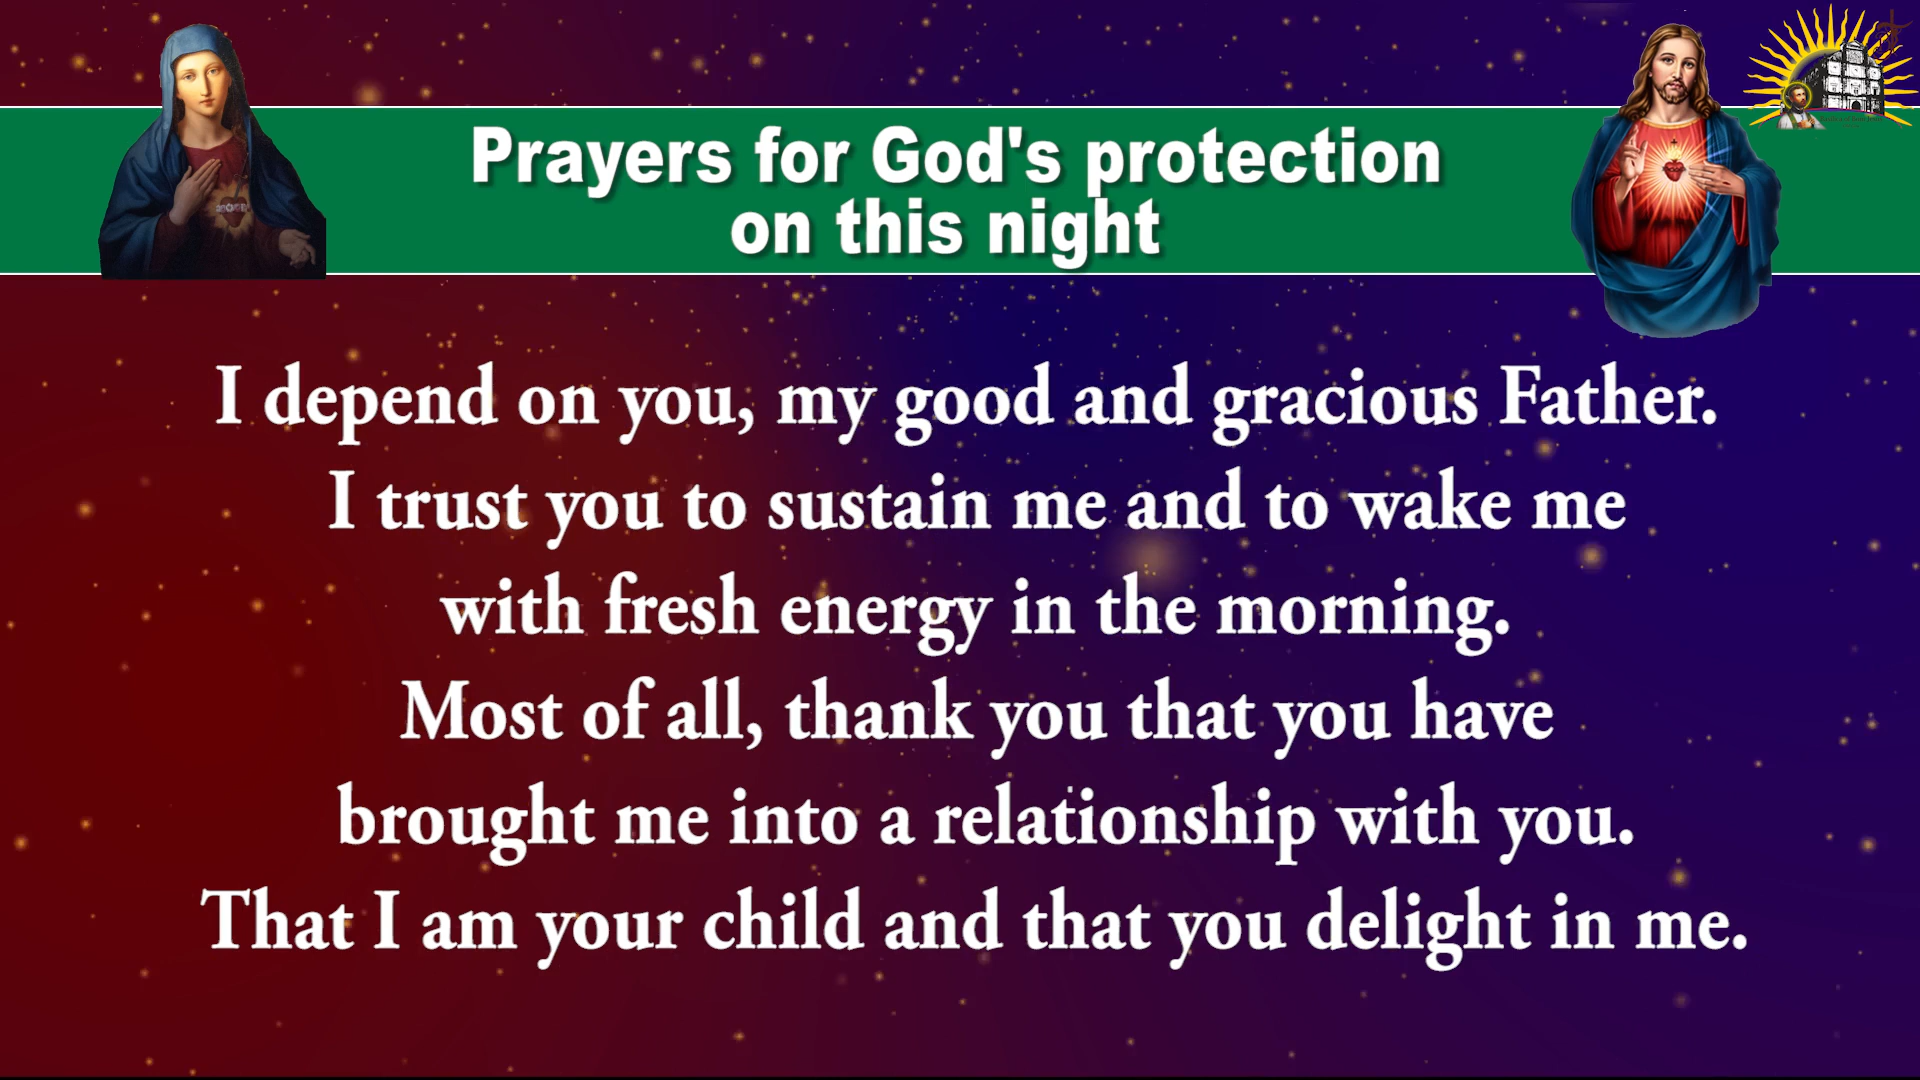 Prayers for God's protection
on this night
I depend on you, my good and gracious Father.
I trust you to sustain me and to wake me
with fresh energy in the morning.
Most of all, thank you that you have
brought me into a relationship with you.
That I am your child and that you delight in me.